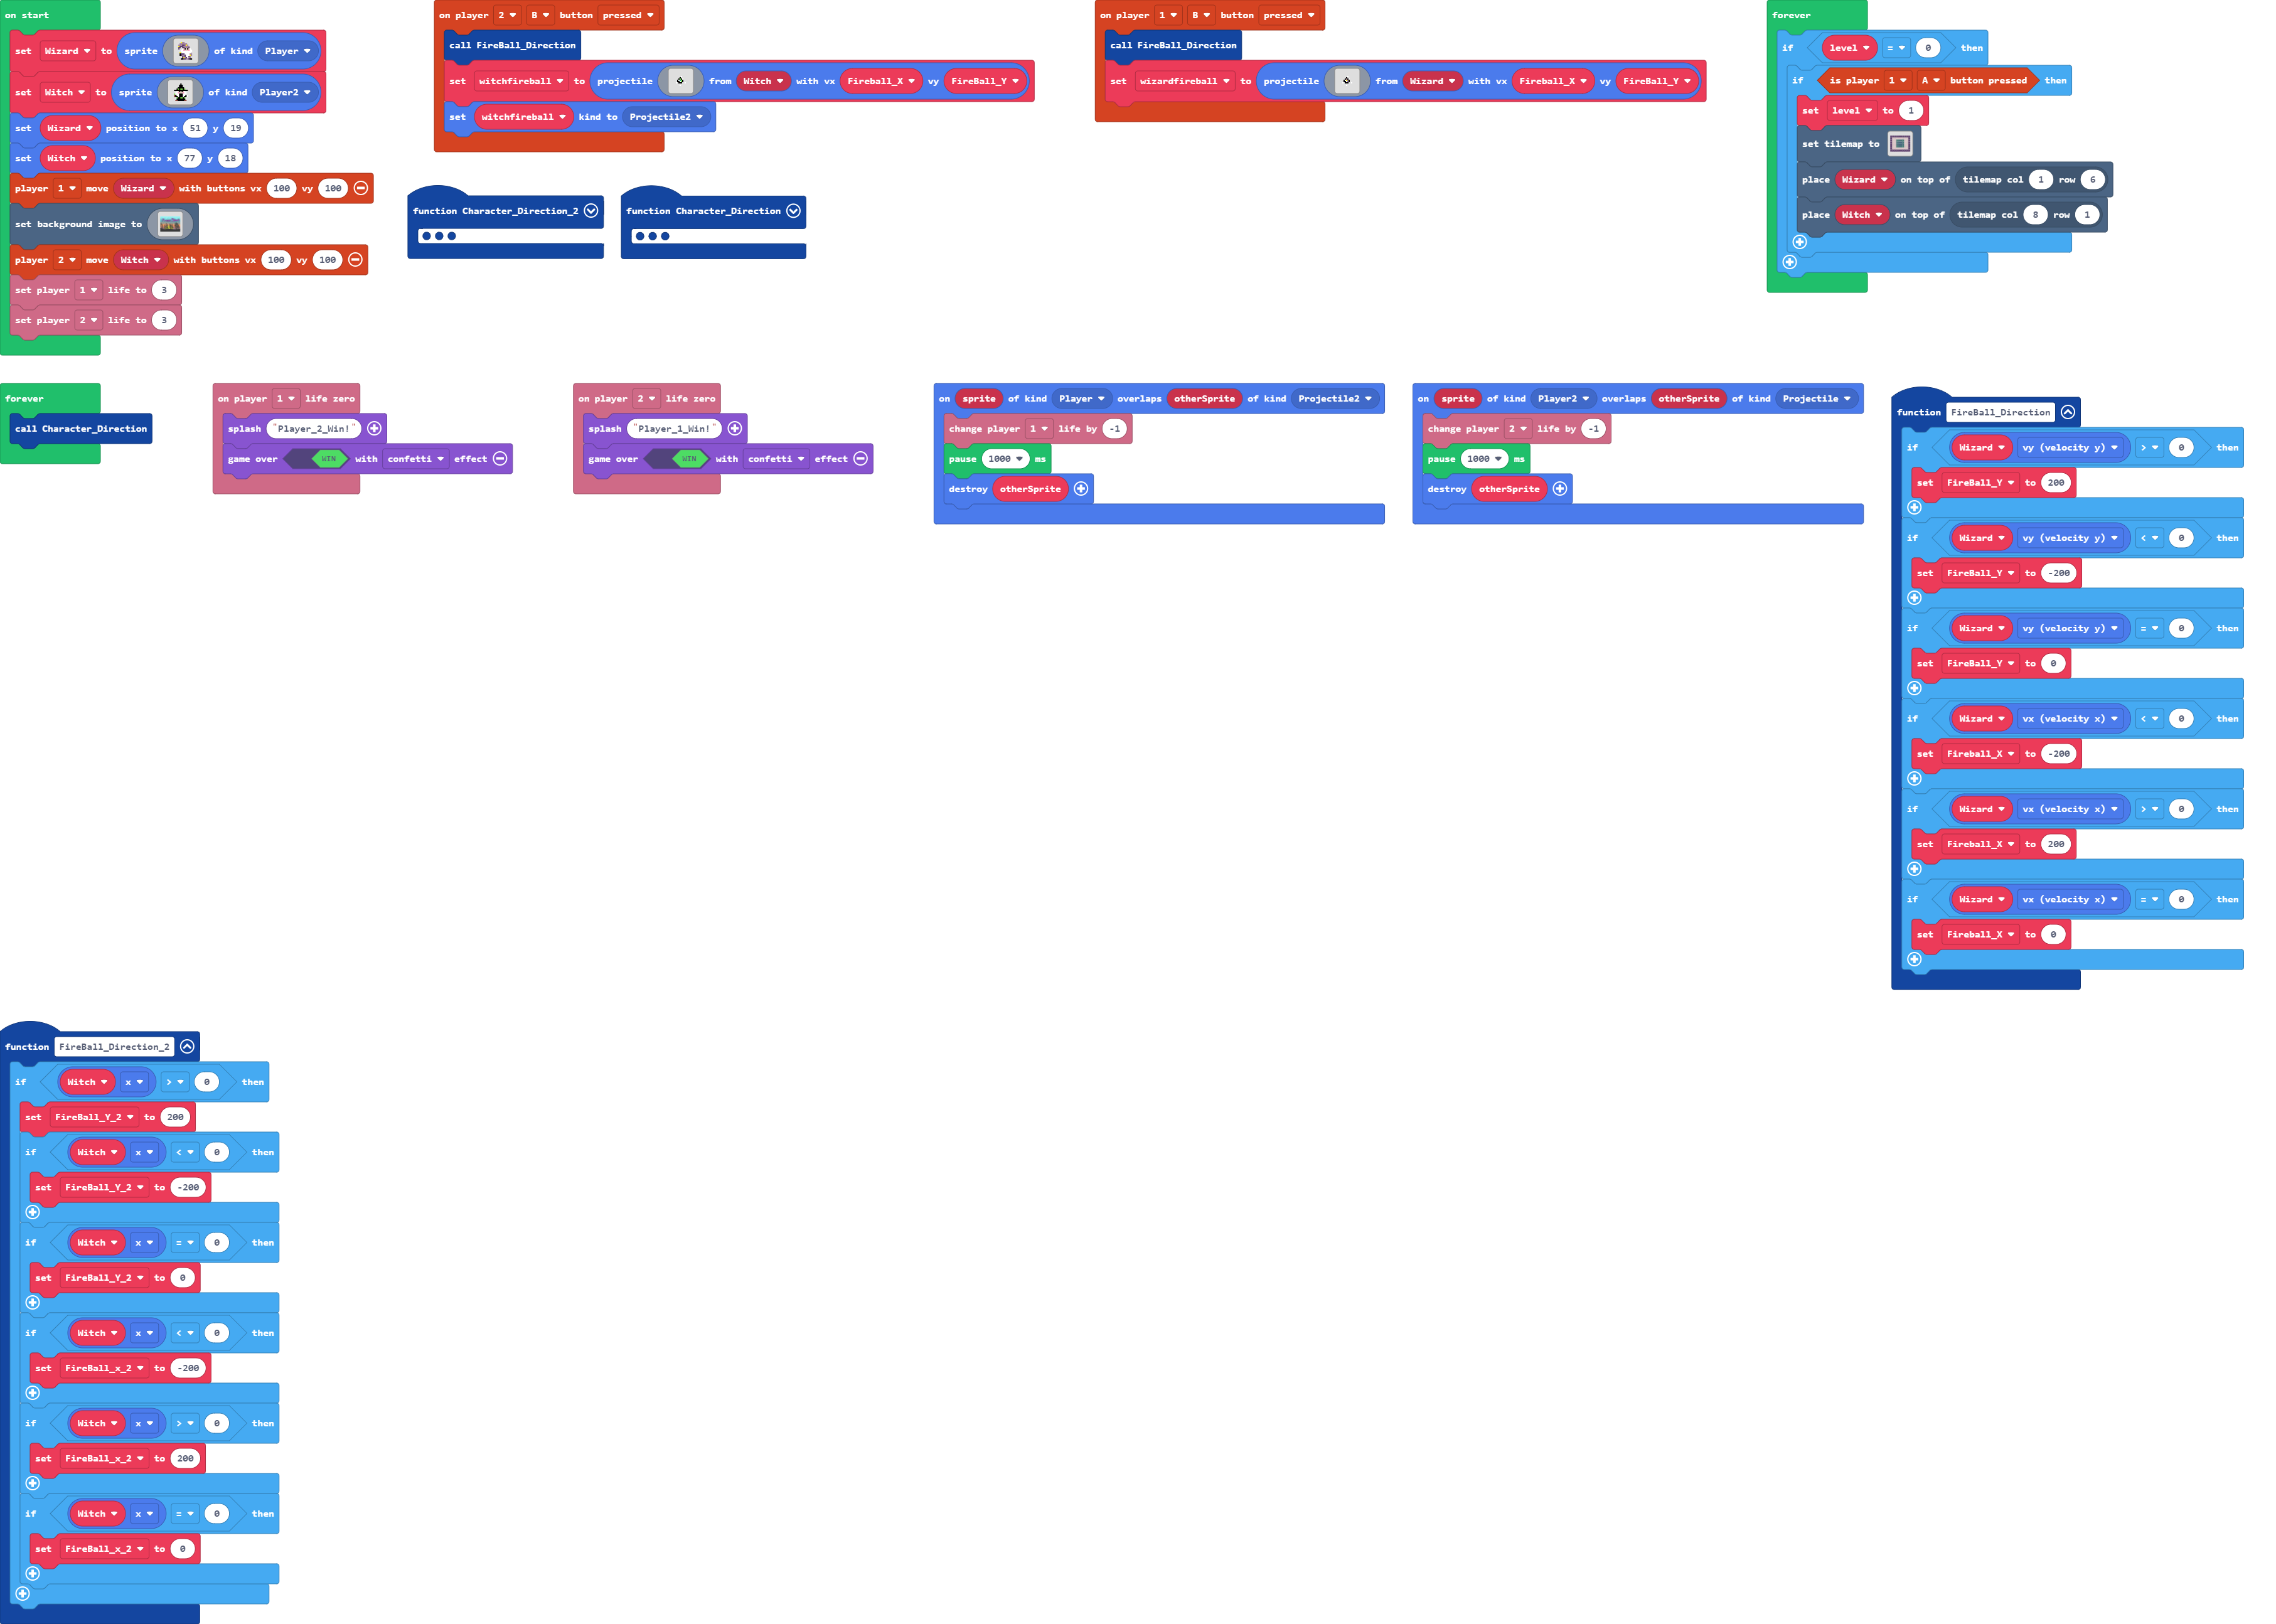 on start
set Wizard to sprite of kind Player
set Witch to sprite of kind Player2
set Wizard position to x 51 y 19
set Witch position to x 77 y 18
player 1 move Wizard with buttons vx 100 vy 100
set background image to
player 2 move Witch with buttons vx 100 vy 100
set player 1 life to 3
set player 2 life to 3
on player 2 B button pressed
call FireBall_Direction
set witchfireball to projectile from Witch with vx Fireball_X vy FireBall_Y
set witchfireball kind to Projectile2
function Character_Direction_2
function Character_Direction
on player 1 B button pressed
call FireBall_Direction
set wizardfireball to projectile from Wizard with vx Fireball_X vy FireBall_Y
forever
if level = 0 then
if is player 1 A button pressed then
set level to 1
set tilemap to
place Wizard on top of tilemap col 1 row 6
place Witch on top of tilemap col 8 row 1
forever
call Character_Direction
on player 1 life zero
splash "Player_2_Win!"
game over WIN with confetti effect
on player 2 life zero
splash "Player_1_Win!"
game over WIN with confetti effect
on sprite of kind Player overlaps otherSprite of kind Projectile2
change player 1 life by -1
pause 1000 ms
destroy otherSprite
on sprite of kind Player2 overlaps otherSprite of kind Projectile
change player 2 life by -1
pause 1000 ms
destroy otherSprite
function FireBall_Direction
if Wizard vy (velocity y) > 0 then
set FireBall_Y to 200
if Wizard vy (velocity y) < 0 then
set FireBall_Y to -200
if Wizard vy (velocity y) = 0 then
set FireBall_Y to 0
if Wizard vx (velocity x) < 0 then
set Fireball_X to -200
if Wizard vx (velocity x) > 0 then
set Fireball_X to 200
if Wizard vx (velocity x) = 0 then
set Fireball_X to 0
function FireBall_Direction_2
if Witch x > 0 then
set FireBall_Y_2 to 200
if Witch x < 0 then
set FireBall_Y_2 to -200
if Witch x = 0 then
set FireBall_Y_2 to 0
if Witch x < 0 then
set FireBall_x_2 to -200
if Witch x > 0 then
set FireBall_x_2 to 200
if Witch x = 0 then
set FireBall_x_2 to 0